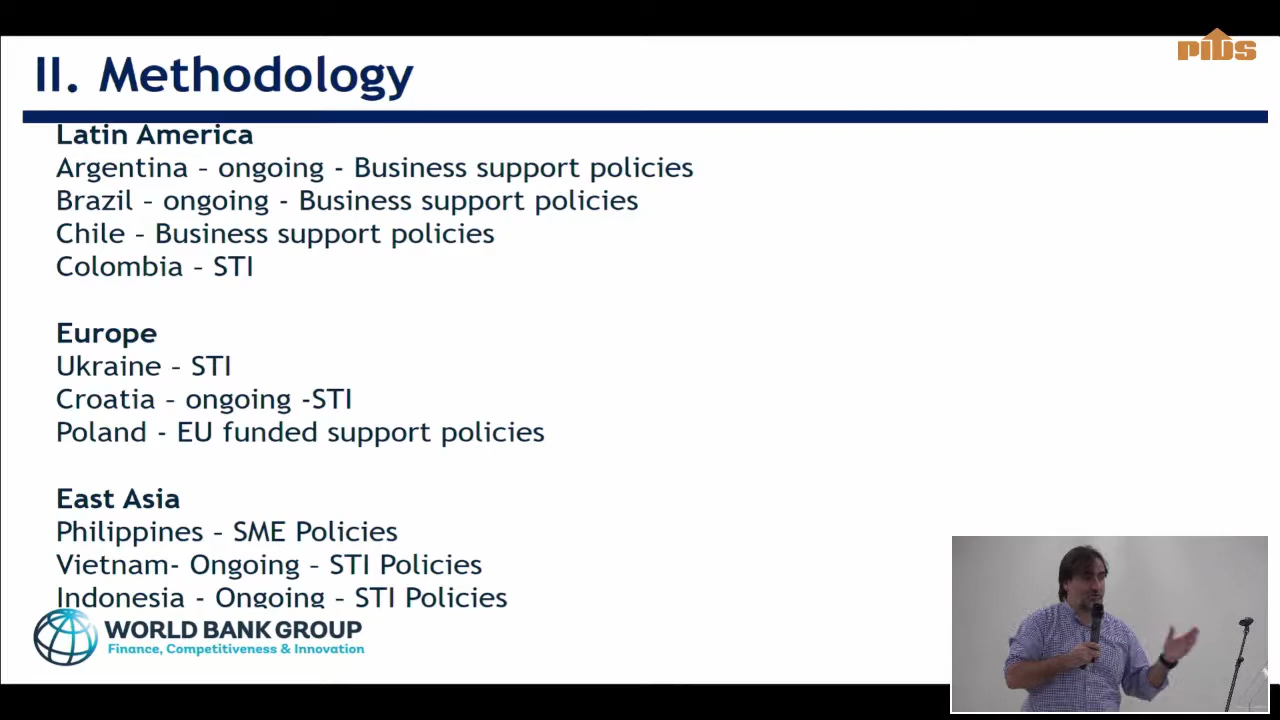 PIDS
II. Methodology
Latin America
Argentina – ongoing - Business support policies
Brazil – ongoing - Business support policies
Chile – Business support policies
Colombia – STI
Europe
Ukraine – STI
Croatia – ongoing -STI
Poland - EU funded support policies
East Asia
Philippines – SME Policies
Vietnam- Ongoing – STI Policies
Indonesia - Ongoing – STI Policies
WORLD BANK GROUP
Finance, Competitiveness & Innovation